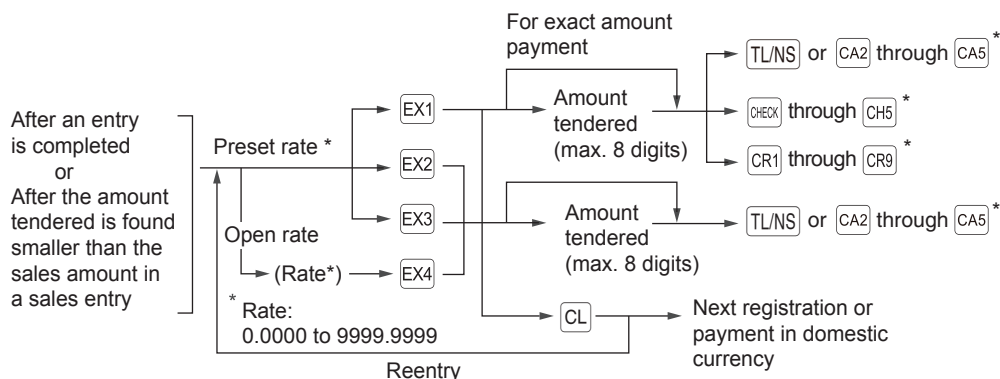 For exact amount
payment
TL/NS or CA2 through CA5 *
After an entry
is completed
or
After the amount
tendered is found
smaller than the
sales amount in
a sales entry
Preset rate *
EX1
EX2
EX3
Open rate
(Rate*)
EX4
* Rate:
0.0000 to 9999.9999
Amount
tendered
(max. 8 digits)
CHECK through CH5 *
CR1 through CR9 *
Amount
tendered
(max. 8 digits)
TL/NS or CA2 through CA5 *
CL
Next registration or
payment in domestic
currency
Reentry